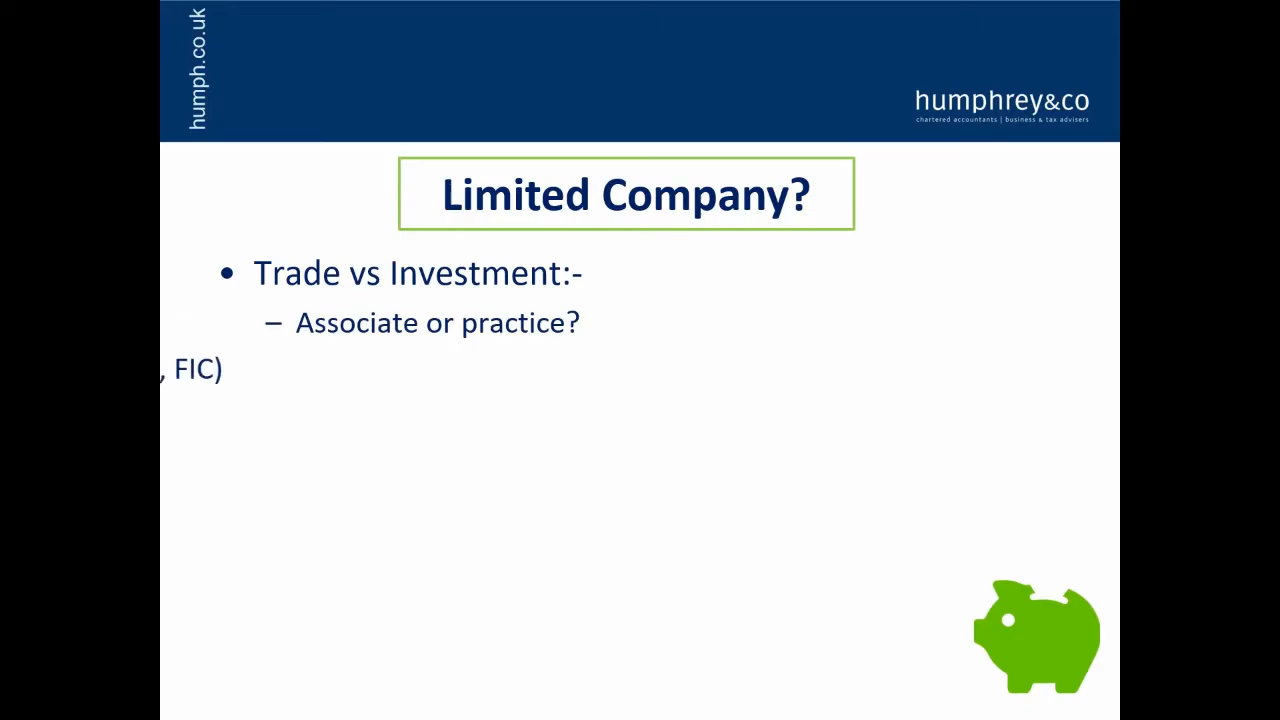 humph.co.uk
humphrey&co
chartered accountants | business & tax advisers
Limited Company?
• Trade vs Investment:-
– Associate or practice?
, FIC)